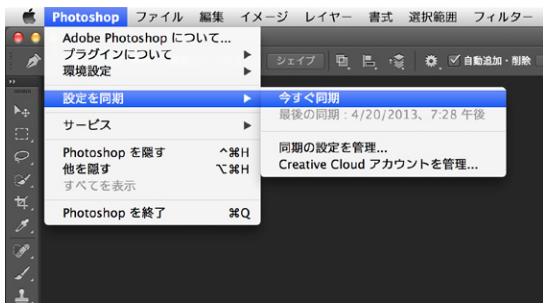 Photoshop ファイル 編集 イメージ レイヤー 書式 選択範囲 フィルター
Adobe Photoshop について...
プラグインについて
環境設定
設定を同期
サービス
Photoshop を隠す ^⌘H
他を隠す ⌥⌘H
すべてを表示
Photoshop を終了 ⌘Q
シェイプ
自動追加・削除
今すぐ同期
最後の同期:4/20/2013、7:28 午後
同期の設定を管理...
Creative Cloud アカウントを管理...